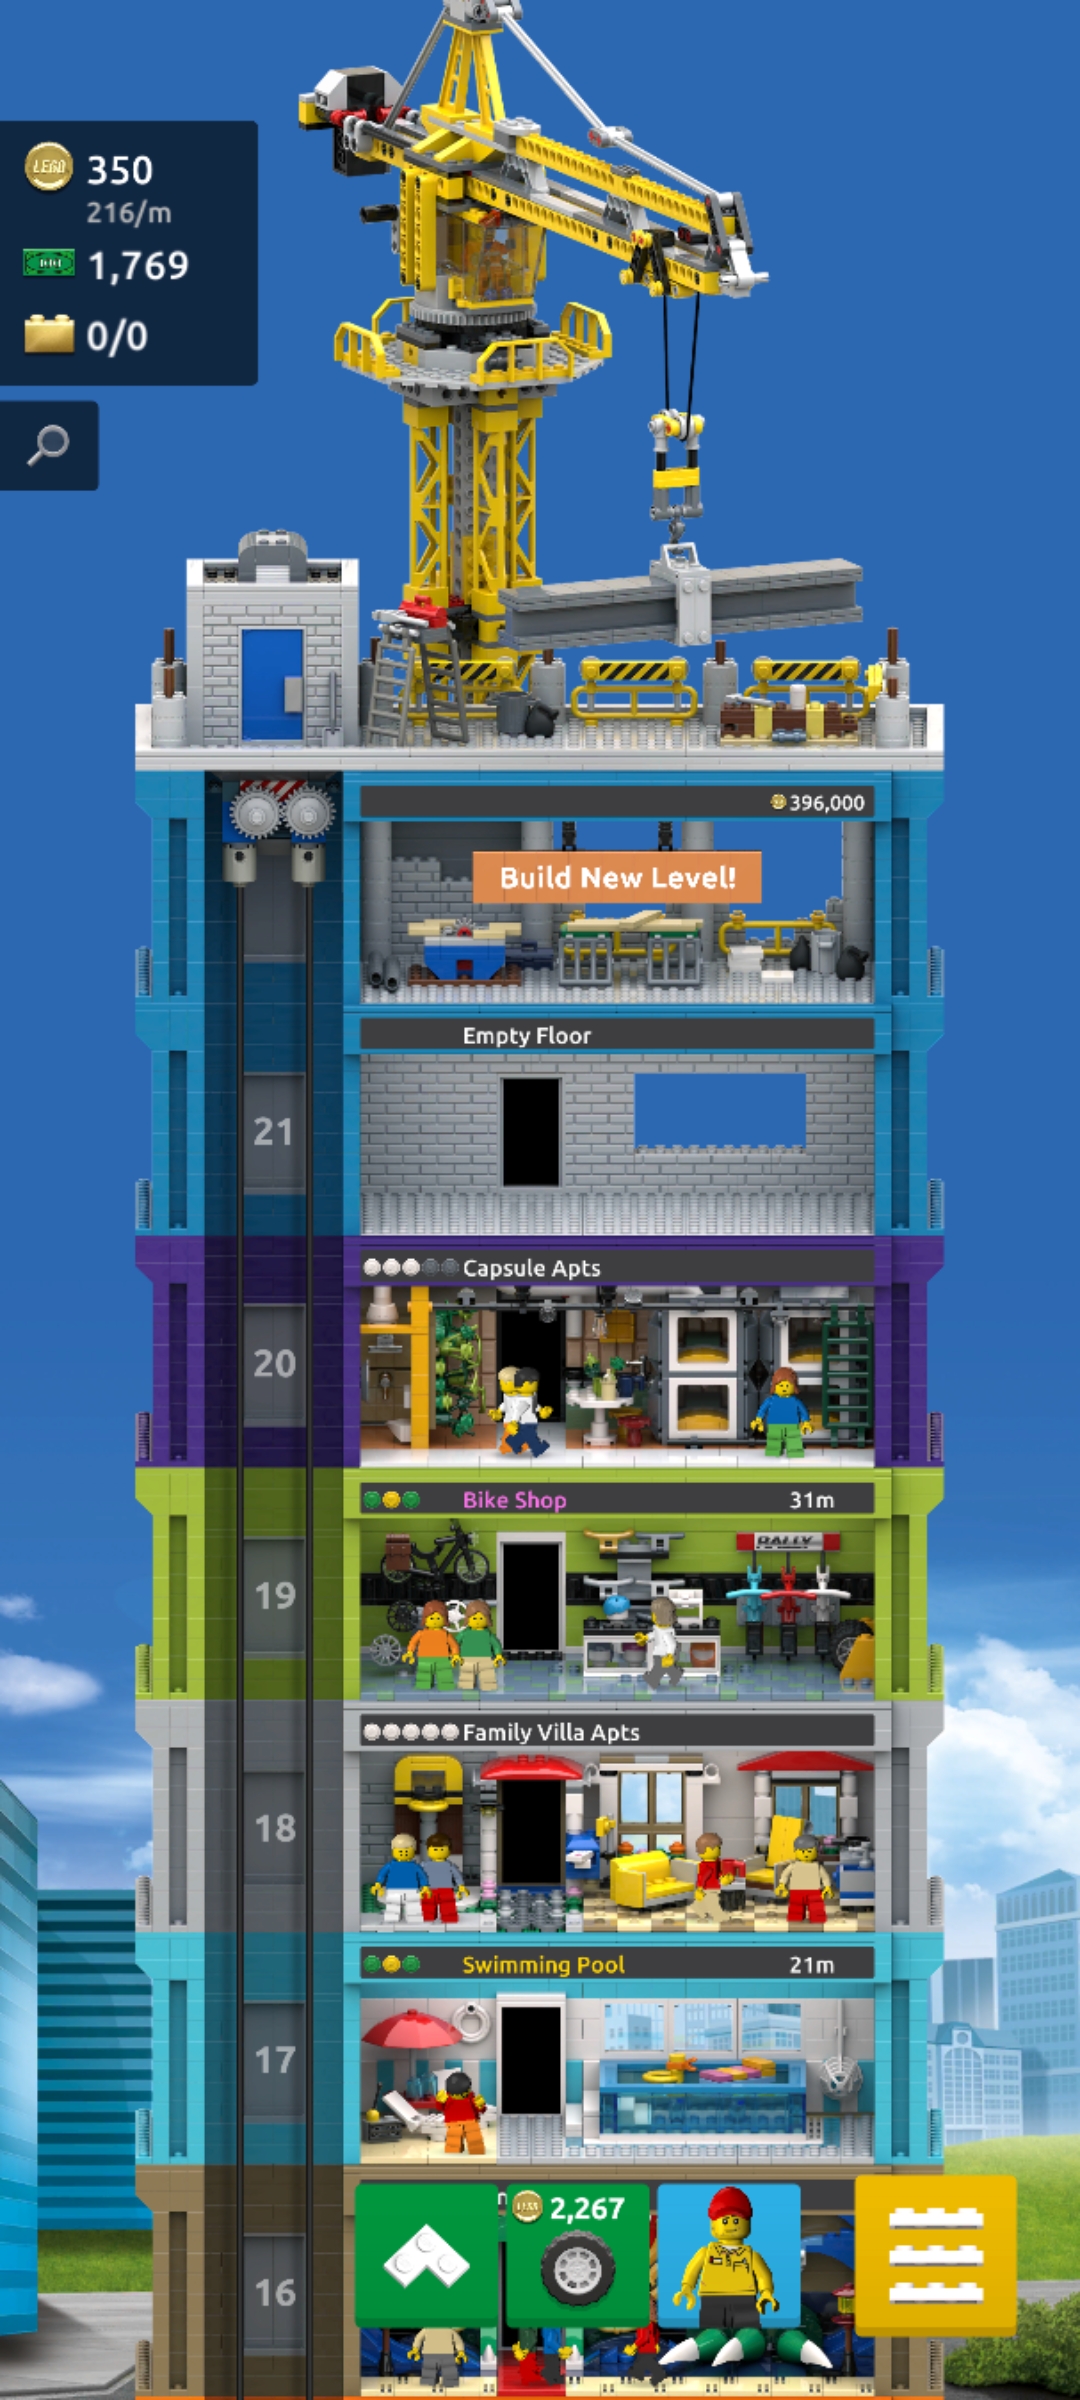 LEGO 350
216/m
1,769
0/0
396,000
Build New Level!
Empty Floor
21
Capsule Apts
20
Bike Shop 31m
RALLY
19
Family Villa Apts
18
Swimming Pool 21m
17
2,267
16